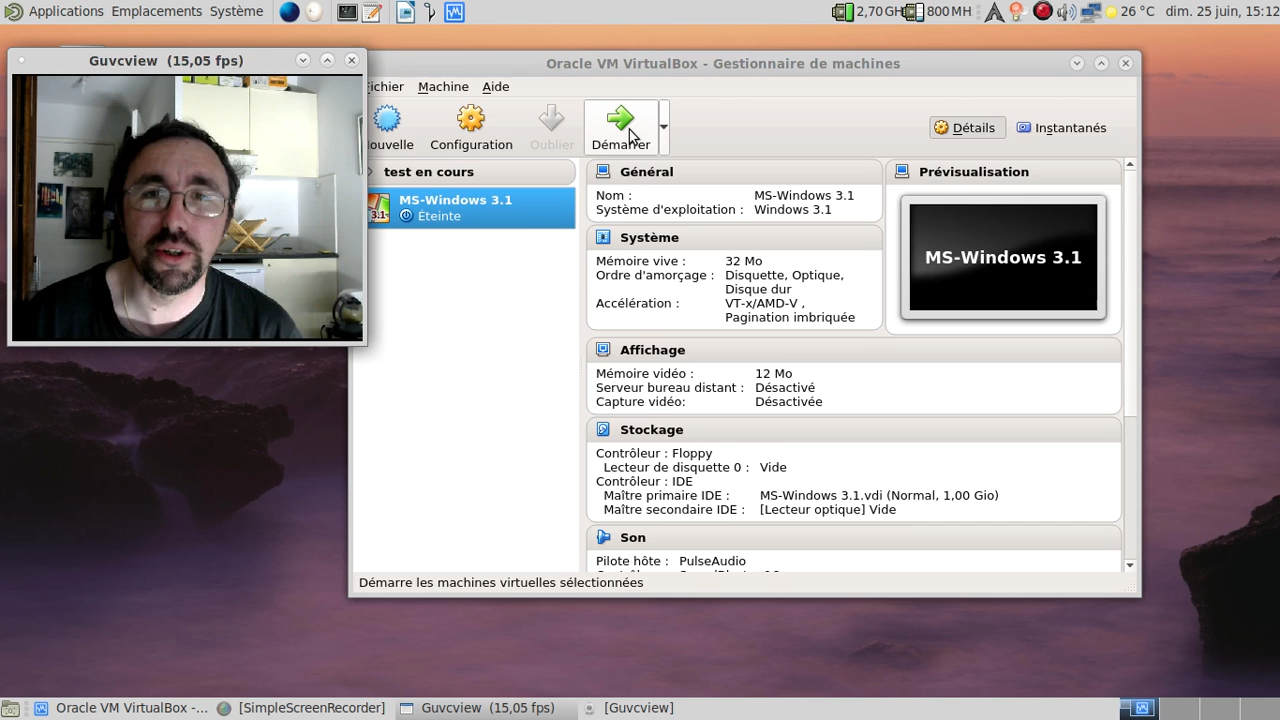 Applications Emplacements Système
2,70 GH 800 MH 26 °C dim. 25 juin, 15:12
Guvcview (15,05 fps)
Oracle VM VirtualBox - Gestionnaire de machines
ichier Machine Aide
ouvelle Configuration Oublier Démarrer
Détails Instantanés
test en cours
MS-Windows 3.1
Éteinte
3.1
Général
Nom : MS-Windows 3.1
Système d'exploitation : Windows 3.1
Système
Mémoire vive : 32 Mo
Ordre d'amorçage : Disquette, Optique,
Disque dur
Accélération : VT-x/AMD-V ,
Pagination imbriquée
Prévisualisation
MS-Windows 3.1
Affichage
Mémoire vidéo : 12 Mo
Serveur bureau distant : Désactivé
Capture vidéo: Désactivée
Stockage
Contrôleur : Floppy
Lecteur de disquette 0 : Vide
Contrôleur : IDE
Maître primaire IDE : MS-Windows 3.1.vdi (Normal, 1,00 Gio)
Maître secondaire IDE : [Lecteur optique] Vide
Son
Pilote hôte : PulseAudio
Démarre les machines virtuelles sélectionnées
Oracle VM VirtualBox -... [SimpleScreenRecorder] Guvcview (15,05 fps) [Guvcview]